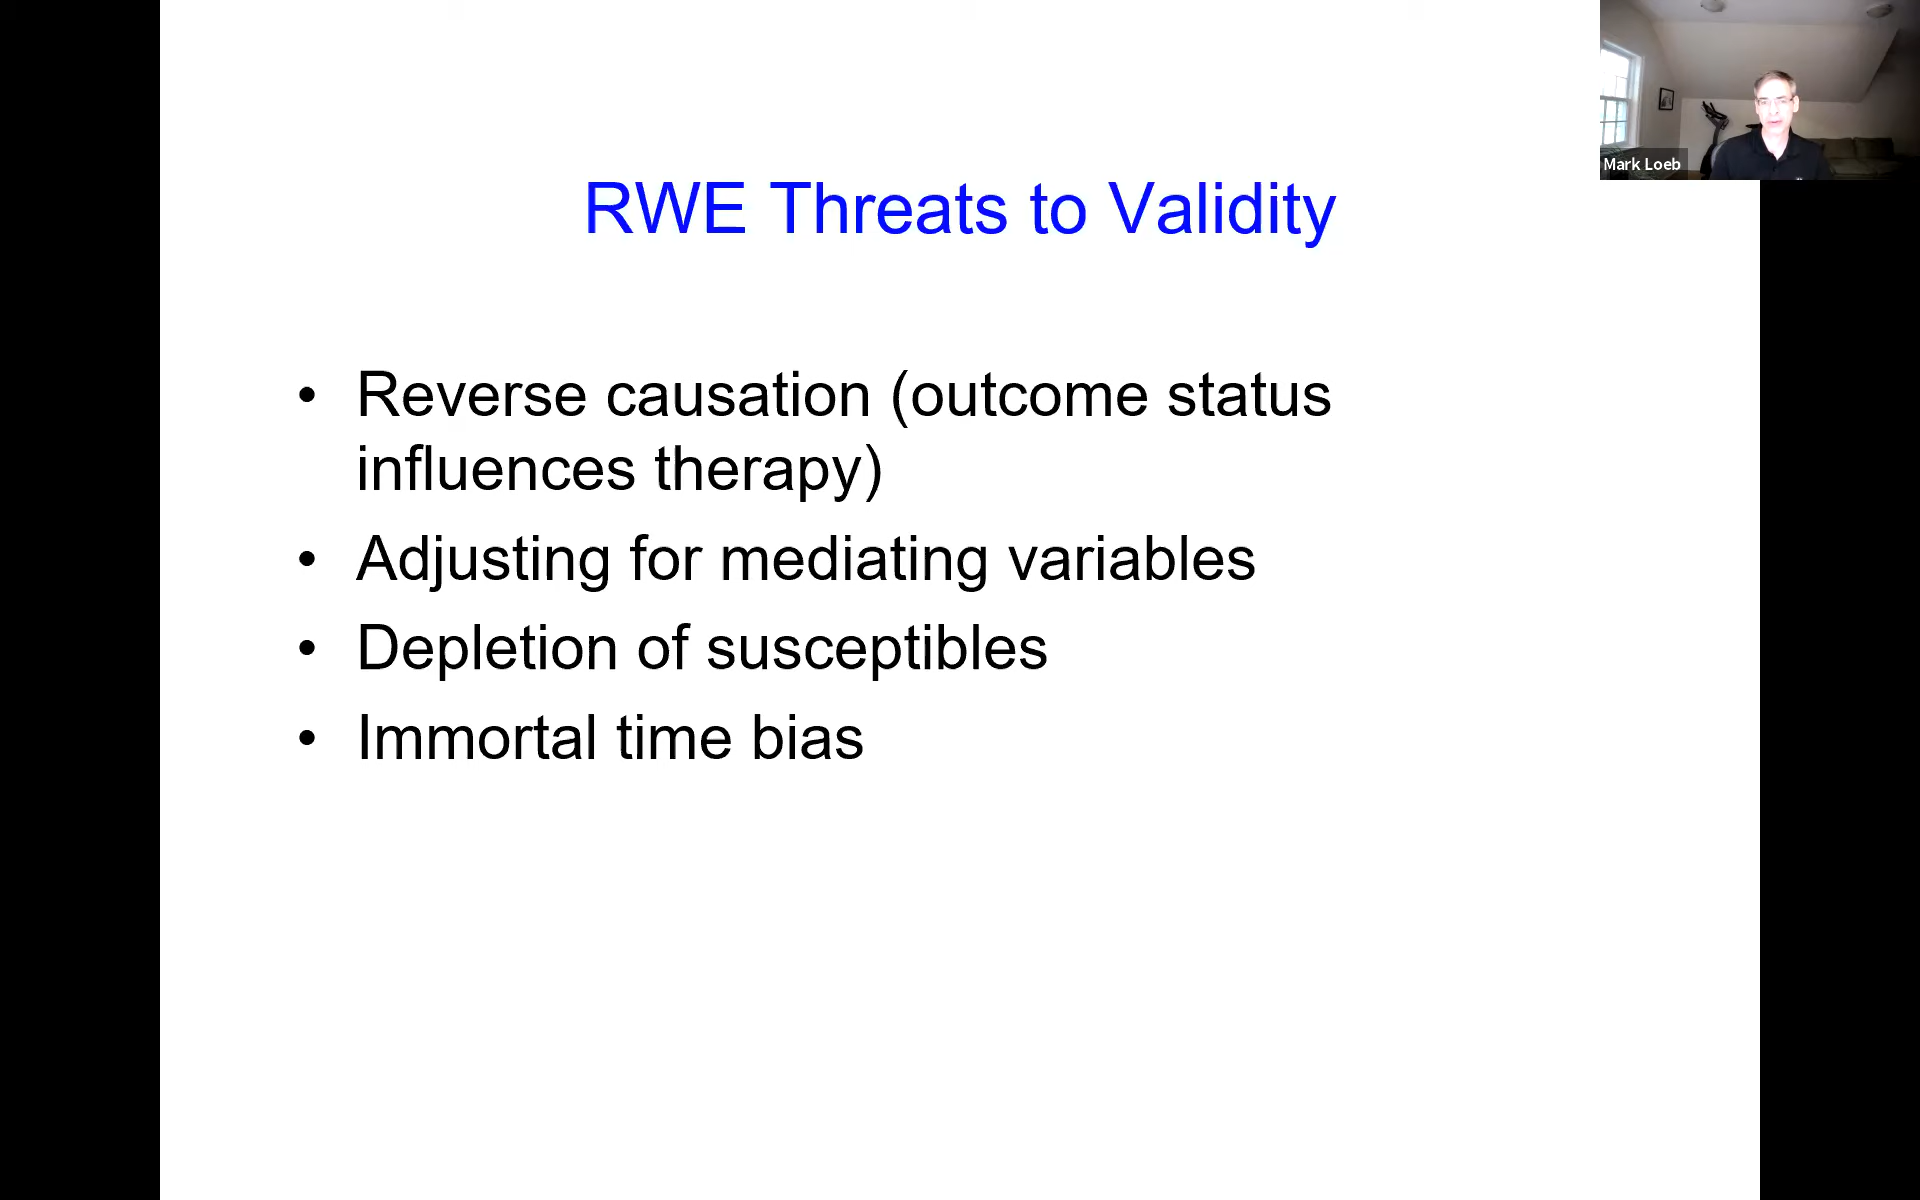 Mark Loeb
RWE Threats to Validity
• Reverse causation (outcome status
influences therapy)
• Adjusting for mediating variables
• Depletion of susceptibles
• Immortal time bias